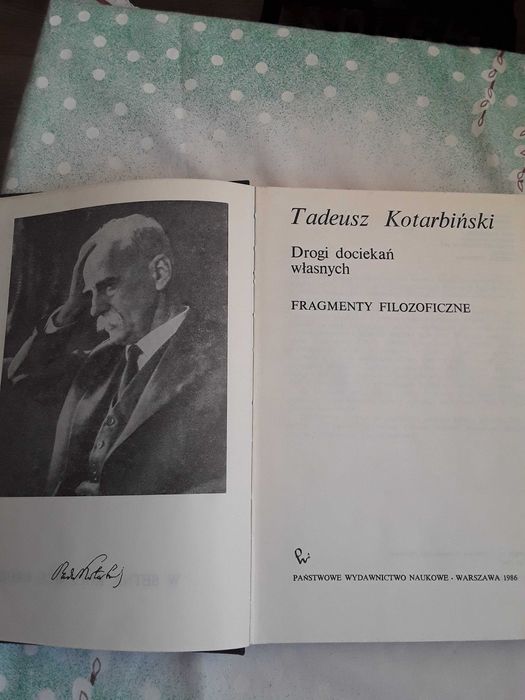 Tadeusz Kotarbiński
Drogi dociekań
własnych
FRAGMENTY FILOZOFICZNE
PAŃSTWOWE WYDAWNICTWO NAUKOWE · WARSZAWA 1986